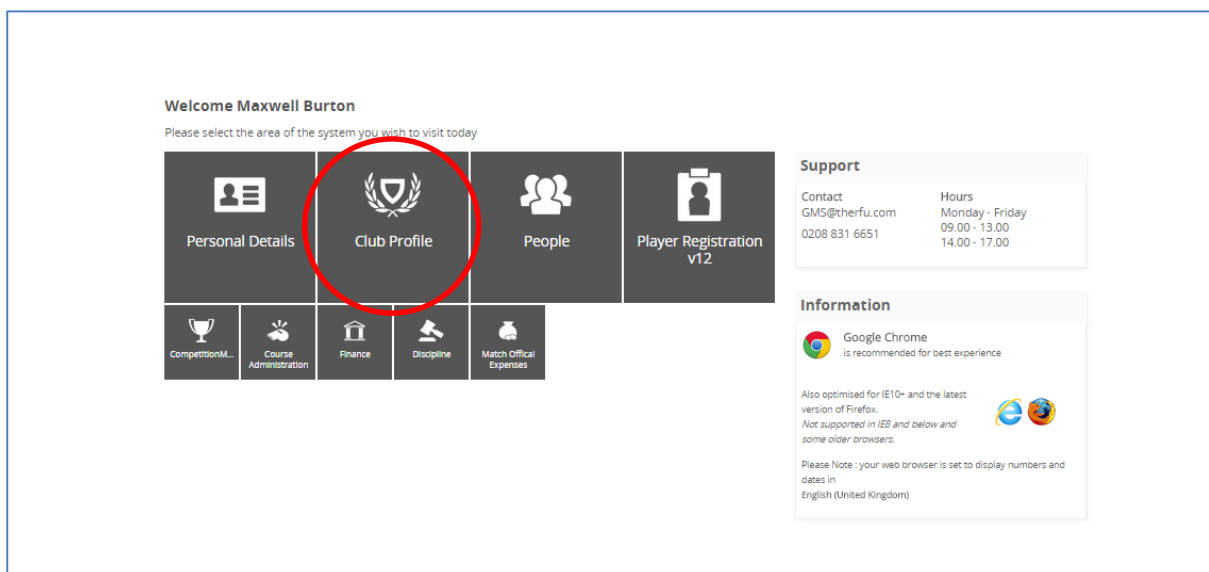 Welcome Maxwell Burton
Please select the area of the system you wish to visit today
Personal Details
Club Profile
People
Player Registration
v12
CompetitionM...
Course
Administration
Finance
Discipline
Match Offical
Expenses
Support
Contact
GMS@therfu.com
0208 831 6651
Hours
Monday - Friday
09.00 - 13.00
14.00 - 17.00
Information
Google Chrome
is recommended for best experience
Also optimised for IE10+ and the latest
version of Firefox.
Not supported in IE8 and below and
some older browsers.
Please Note : your web browser is set to display numbers and
dates in
English (United Kingdom)